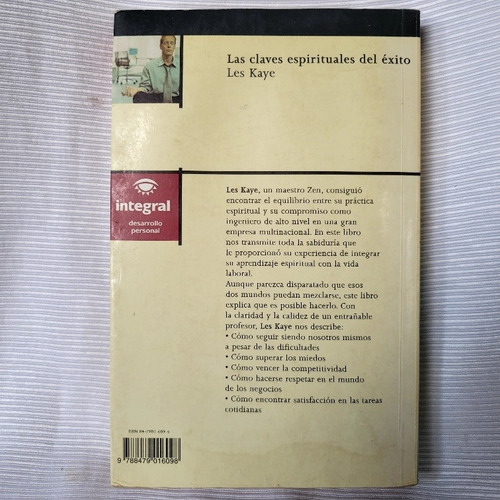 Las claves espirituales del éxito
Les Kaye
integral
desarrollo
personal
Les Kaye, un maestro Zen, consiguió
encontrar el equilibrio entre su práctica
espiritual y su compromiso como
ingeniero de alto nivel en una gran
empresa multinacional. En este libro
nos transmite toda la sabiduría que
le proporcionó su experiencia de integrar
su aprendizaje espiritual con la vida
laboral.
Aunque parezca disparatado que esos
dos mundos puedan mezclarse, este libro
explica que es posible hacerlo. Con
la claridad y la calidez de un entrañable
profesor, Les Kaye nos describe:
• Cómo seguir siendo nosotros mismos
a pesar de las dificultades
• Cómo superar los miedos
• Cómo vencer la competitividad
• Cómo hacerse respetar en el mundo
de los negocios
• Cómo encontrar satisfacción en las tareas
cotidianas
ISBN 84-7901-609-6
9 788479 016098